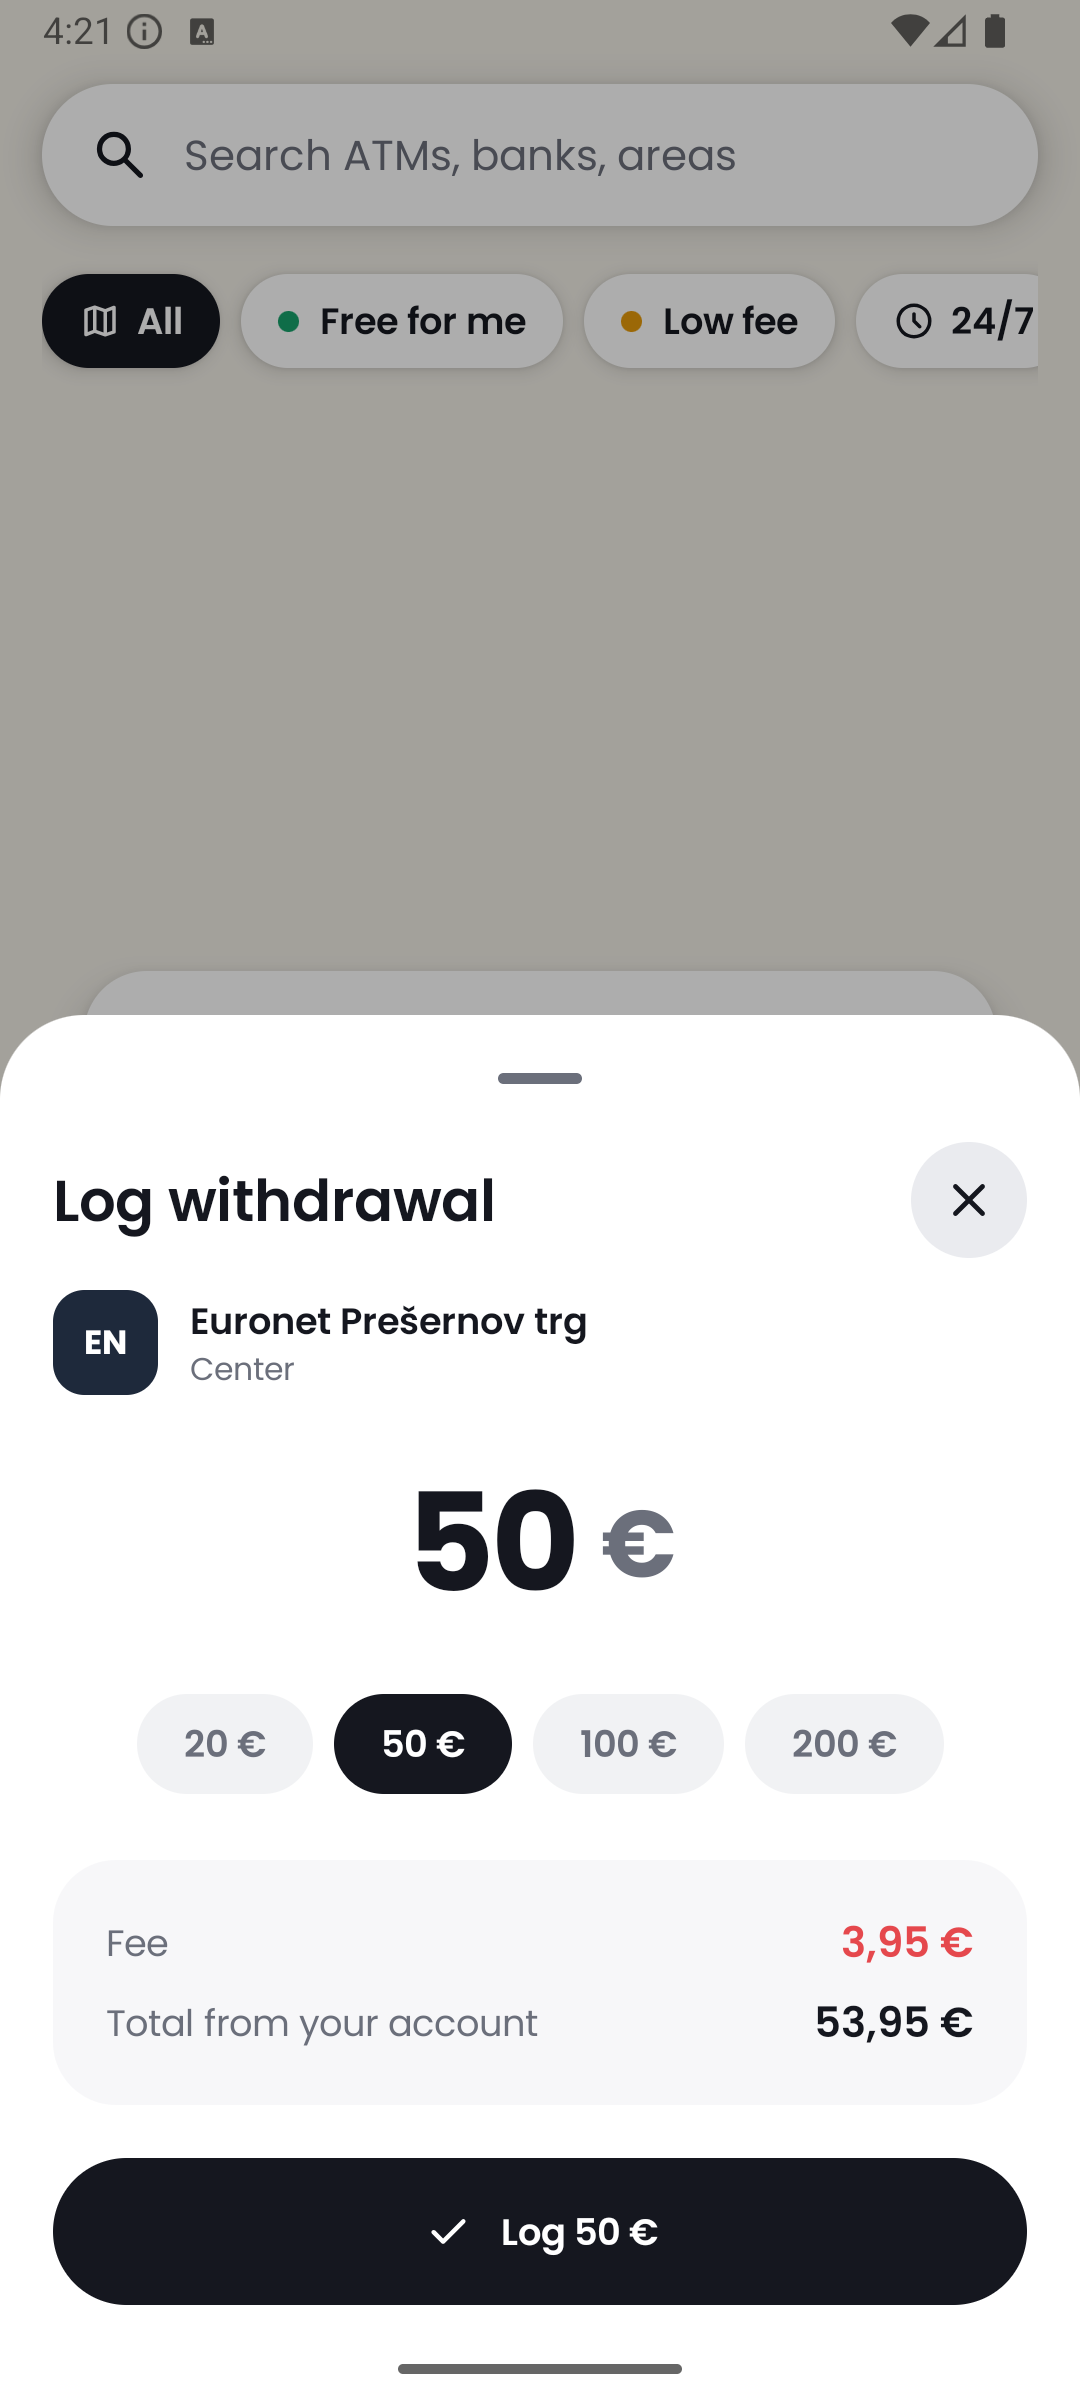 4:21
Search ATMs, banks, areas
All
Free for me
Low fee
24/7
Log withdrawal
EN
Euronet Prešernov trg
Center
50 €
20 €
50 €
100 €
200 €
Fee
3,95 €
Total from your account
53,95 €
Log 50 €